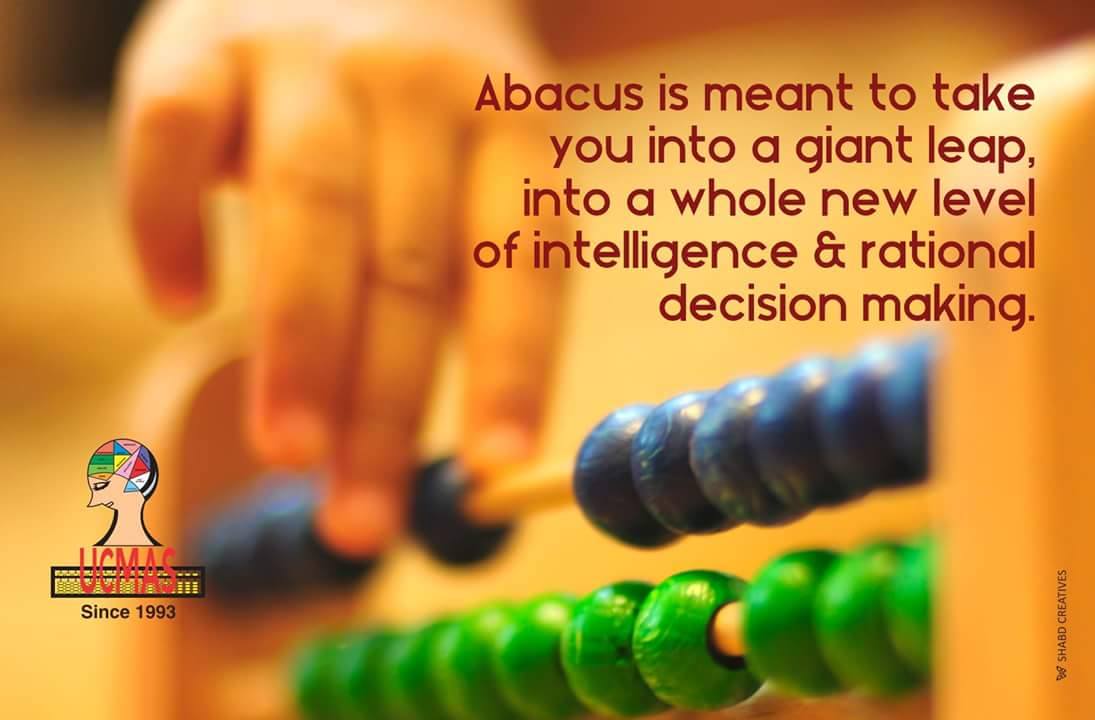 Abacus is meant to take
you into a giant leap,
into a whole new level
of intelligence & rational
decision making.
UCMAS
Since 1993
SHABD CREATIVES